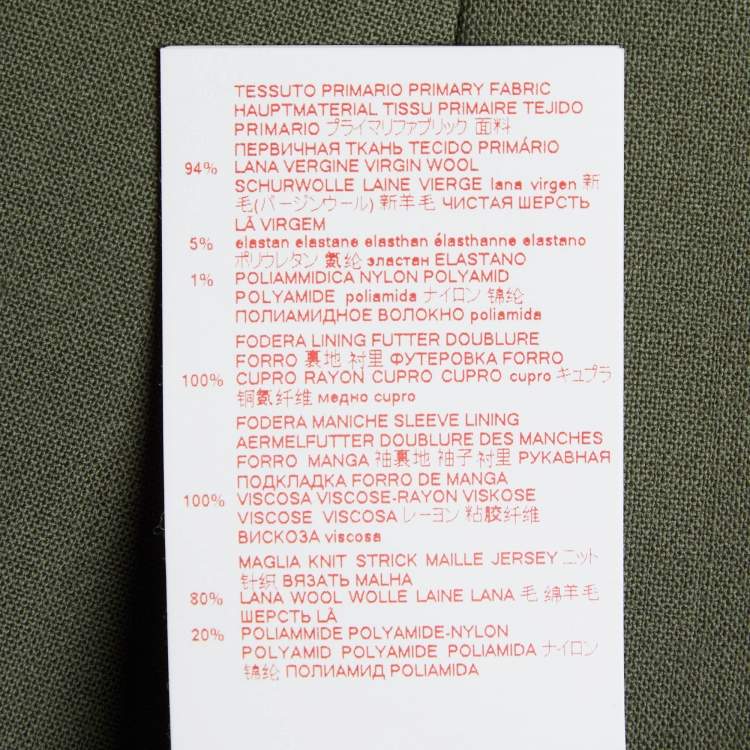 TESSUTO PRIMARIO PRIMARY FABRIC
HAUPTMATERIAL TISSU PRIMAIRE TEJIDO
PRIMARIO プライマリファブリック 面料
ПЕРВИЧНАЯ ТКАНЬ TECIDO PRIMÁRIO
94% LANA VERGINE VIRGIN WOOL
SCHURWOLLE LAINE VIERGE lana virgen 新
毛(バージンウール) 新羊毛 ЧИСТАЯ ШЕРСТЬ
LÃ VIRGEM
5% elastan elastane elasthan élasthanne elastano
ポリウレタン 氨纶 эластан ELASTANO
1% POLIAMMIDICA NYLON POLYAMID
POLYAMIDE poliamida ナイロン 锦纶
ПОЛИАМИДНОЕ ВОЛОКНО poliamida
FODERA LINING FUTTER DOUBLURE
FORRO 裏地 衬里 ФУТЕРОВКА FORRO
100% CUPRO RAYON CUPRO CUPRO cupro キュプラ
铜氨纤维 медно cupro
FODERA MANICHE SLEEVE LINING
AERMELFUTTER DOUBLURE DES MANCHES
FORRO MANGA 袖裏地 袖子 衬里 РУКАВНАЯ
ПОДКЛАДКА FORRO DE MANGA
100% VISCOSA VISCOSE-RAYON VISKOSE
VISCOSE VISCOSA レーヨン 粘胶纤维
ВИСКОЗА viscosa
MAGLIA KNIT STRICK MAILLE JERSEY ニット
针织 ВЯЗАТЬ MALHA
80% LANA WOOL WOLLE LAINE LANA 毛 绵羊毛
ШЕРСТЬ LÃ
20% POLIAMMIDE POLYAMIDE-NYLON
POLYAMID POLYAMIDE POLIAMIDA ナイロン
锦纶 ПОЛИАМИД POLIAMIDA